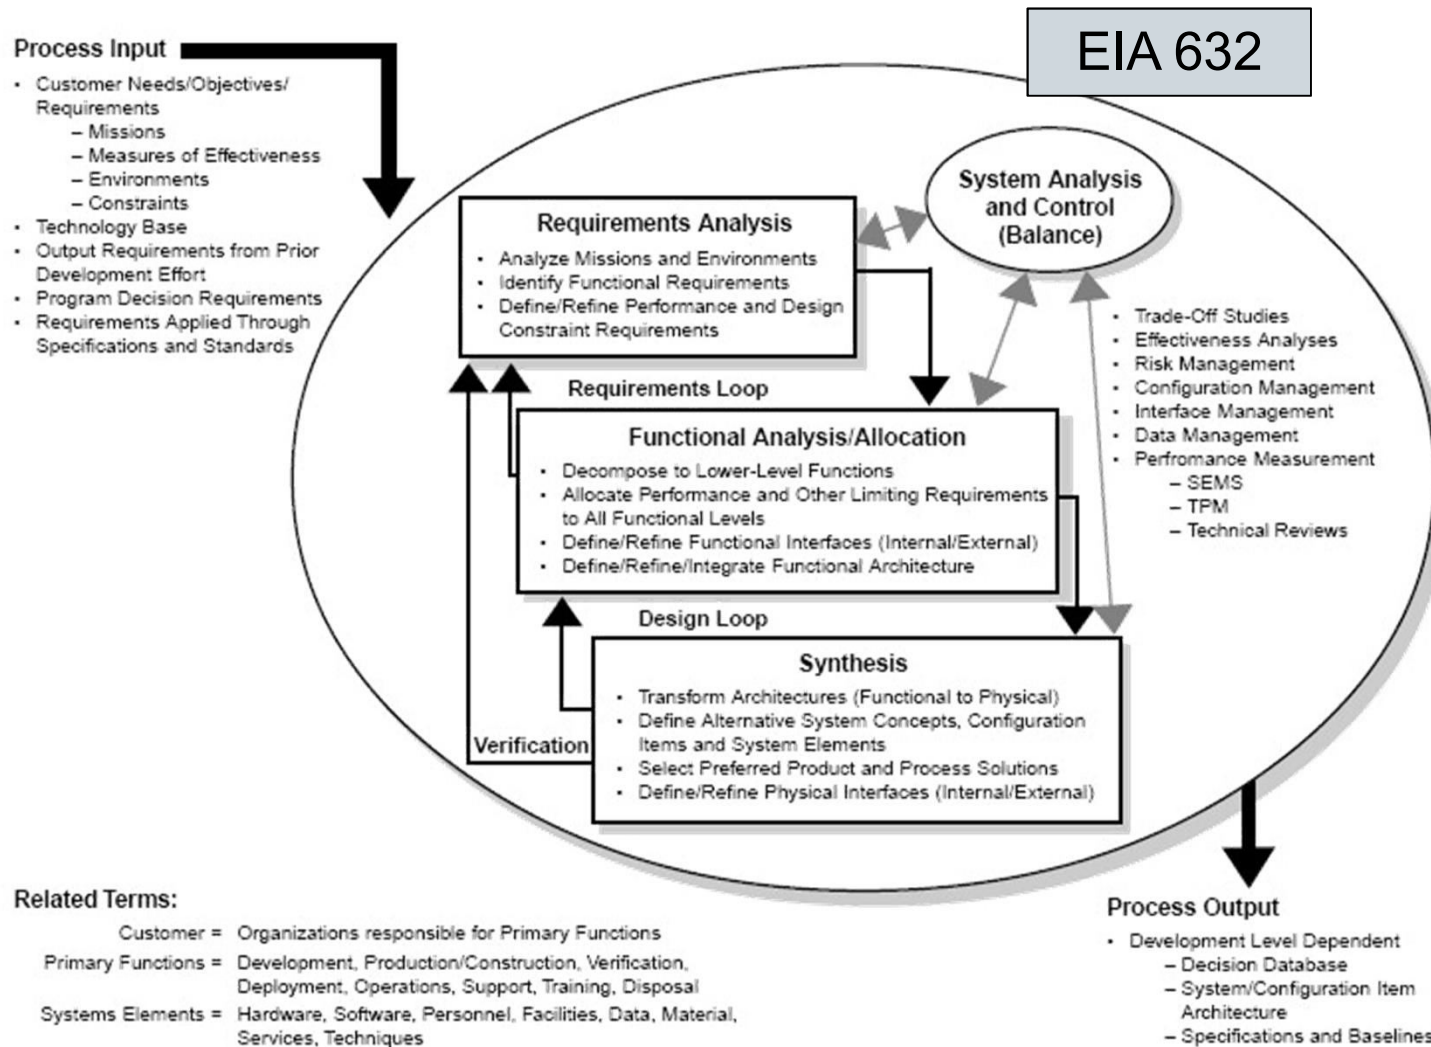 EIA 632
Process Input
• Customer Needs/Objectives/
Requirements
– Missions
– Measures of Effectiveness
– Environments
– Constraints
• Technology Base
• Output Requirements from Prior
Development Effort
• Program Decision Requirements
• Requirements Applied Through
Specifications and Standards
System Analysis
and Control
(Balance)
Requirements Analysis
• Analyze Missions and Environments
• Identify Functional Requirements
• Define/Refine Performance and Design
Constraint Requirements
• Trade-Off Studies
• Effectiveness Analyses
• Risk Management
• Configuration Management
• Interface Management
• Data Management
• Perfromance Measurement
– SEMS
– TPM
– Technical Reviews
Requirements Loop
Functional Analysis/Allocation
• Decompose to Lower-Level Functions
• Allocate Performance and Other Limiting Requirements
to All Functional Levels
• Define/Refine Functional Interfaces (Internal/External)
• Define/Refine/Integrate Functional Architecture
Design Loop
Synthesis
• Transform Architectures (Functional to Physical)
• Define Alternative System Concepts, Configuration
Items and System Elements
• Select Preferred Product and Process Solutions
• Define/Refine Physical Interfaces (Internal/External)
Verification
Related Terms:
Customer = Organizations responsible for Primary Functions
Primary Functions = Development, Production/Construction, Verification,
Deployment, Operations, Support, Training, Disposal
Systems Elements = Hardware, Software, Personnel, Facilities, Data, Material,
Services, Techniques
Process Output
• Development Level Dependent
– Decision Database
– System/Configuration Item
Architecture
– Specifications and Baselines